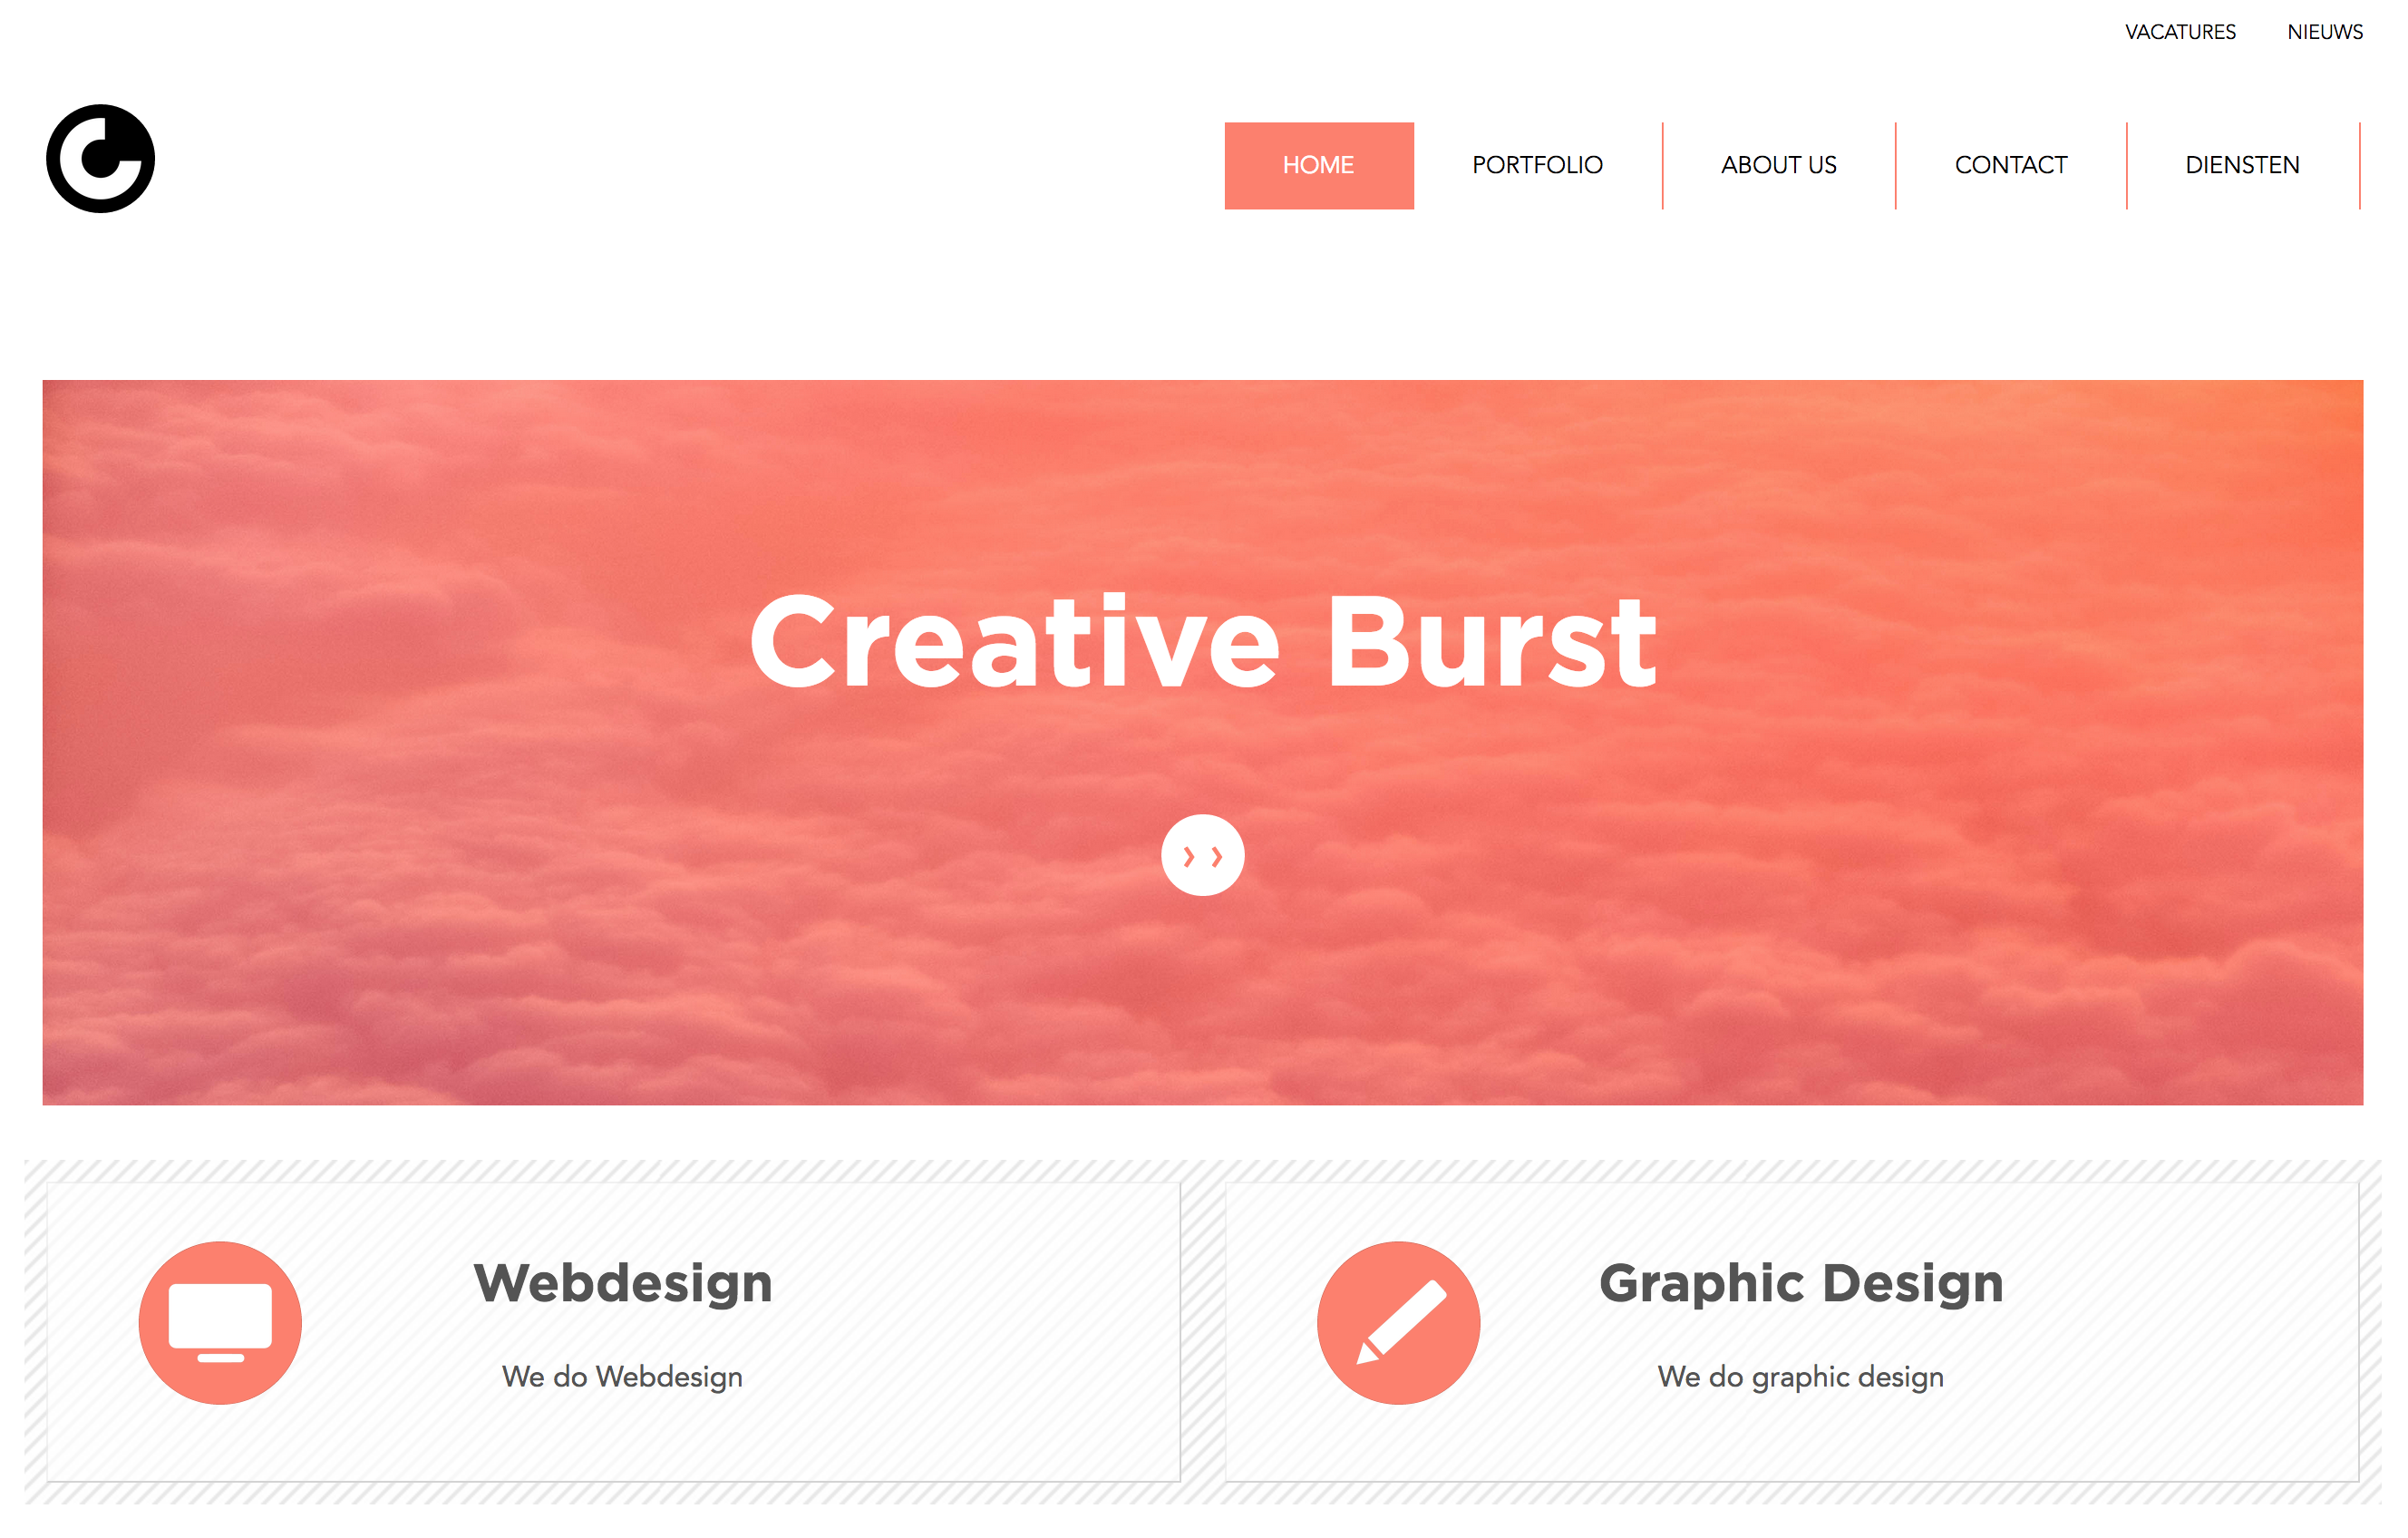 VACATURES NIEUWS
HOME PORTFOLIO ABOUT US CONTACT DIENSTEN
Creative Burst
› ›
Webdesign
We do Webdesign
Graphic Design
We do graphic design